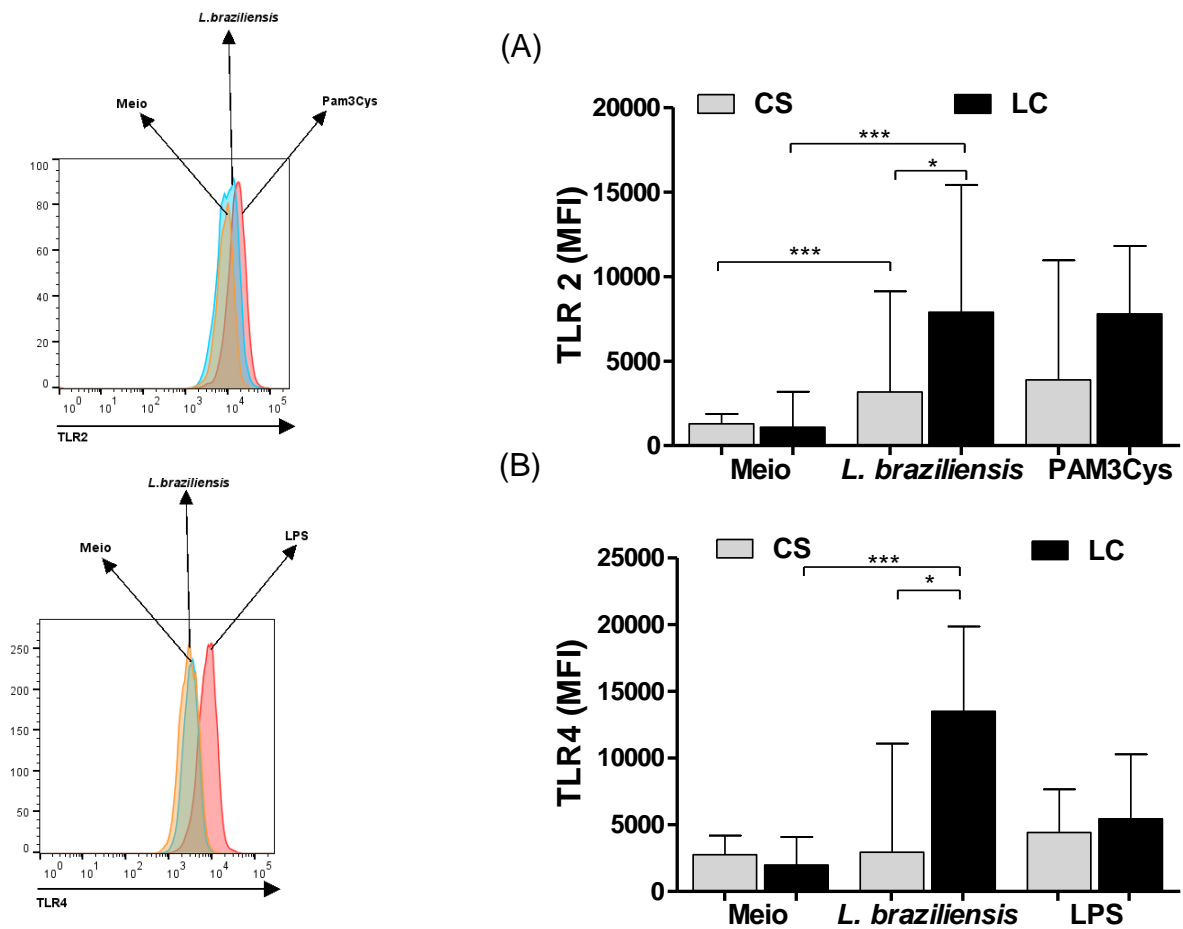 L.braziliensis
Meio
Pam3Cys
100
80
60
40
20
0
10^0 10^1 10^2 10^3 10^4 10^5
TLR2
(A)
CS LC
TLR 2 (MFI)
20000
15000
10000
5000
0
***
*
***
Meio L. braziliensis PAM3Cys
L.braziliensis
Meio
LPS
250
200
150
100
50
0
10^0 10^1 10^2 10^3 10^4 10^5
TLR4
(B)
CS LC
TLR4 (MFI)
25000
20000
15000
10000
5000
0
***
*
Meio L. braziliensis LPS